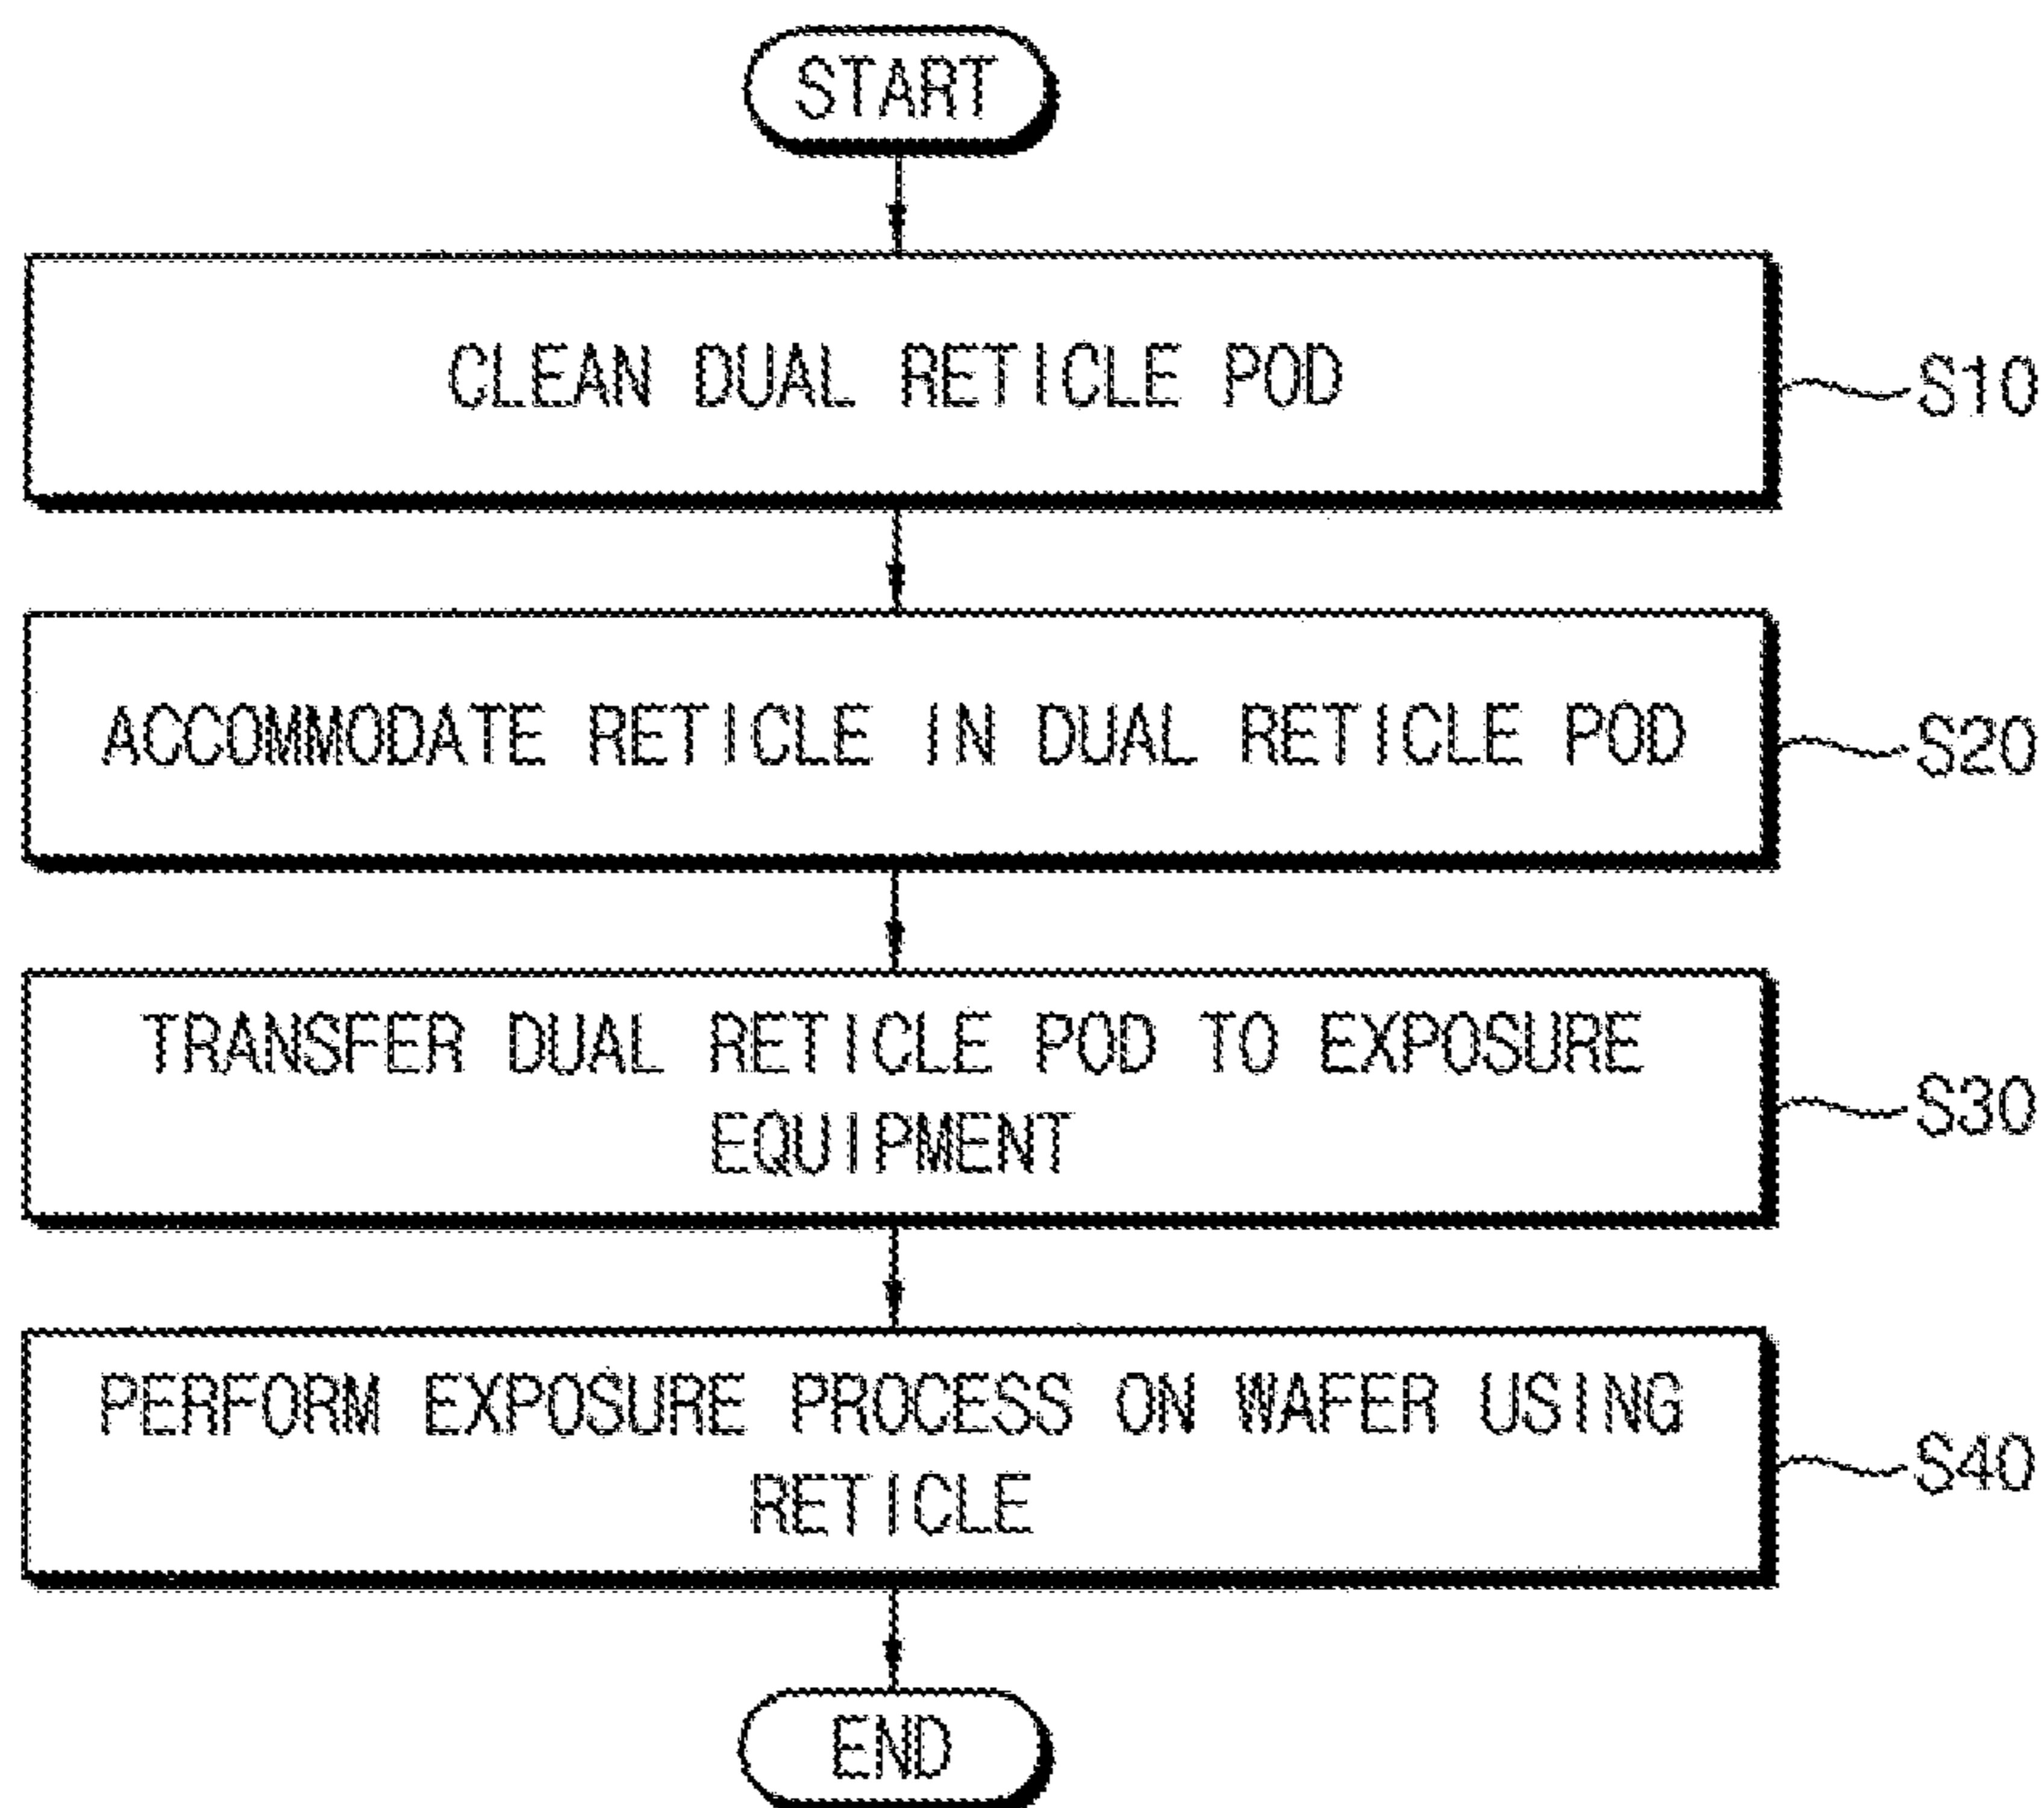 START
CLEAN DUAL RETICLE POD
S10
ACCOMMODATE RETICLE IN DUAL RETICLE POD
S20
TRANSFER DUAL RETICLE POD TO EXPOSURE
EQUIPMENT
S30
PERFORM EXPOSURE PROCESS ON WAFER USING
RETICLE
S40
END